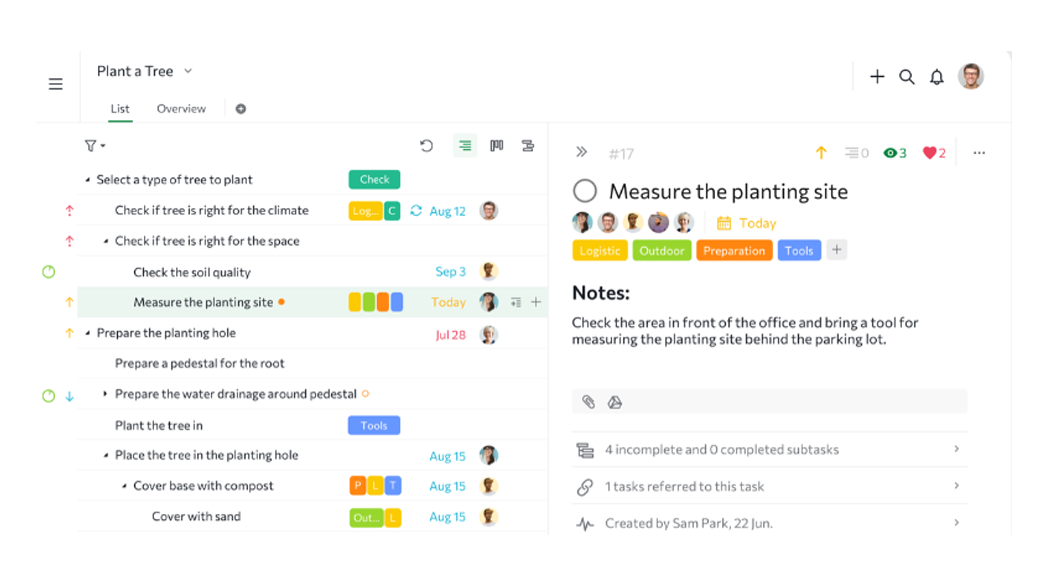 Plant a Tree
List Overview
Select a type of tree to plant Check
Check if tree is right for the climate Log... C Aug 12
Check if tree is right for the space
Check the soil quality Sep 3
Measure the planting site Today
Prepare the planting hole Jul 28
Prepare a pedestal for the root
Prepare the water drainage around pedestal
Plant the tree in Tools
Place the tree in the planting hole Aug 15
Cover base with compost P L T Aug 15
Cover with sand Out... L Aug 15
#17 0 3 2
Measure the planting site
Today
Logistic Outdoor Preparation Tools
Notes:
Check the area in front of the office and bring a tool for
measuring the planting site behind the parking lot.
4 incomplete and 0 completed subtasks
1 tasks referred to this task
Created by Sam Park, 22 Jun.